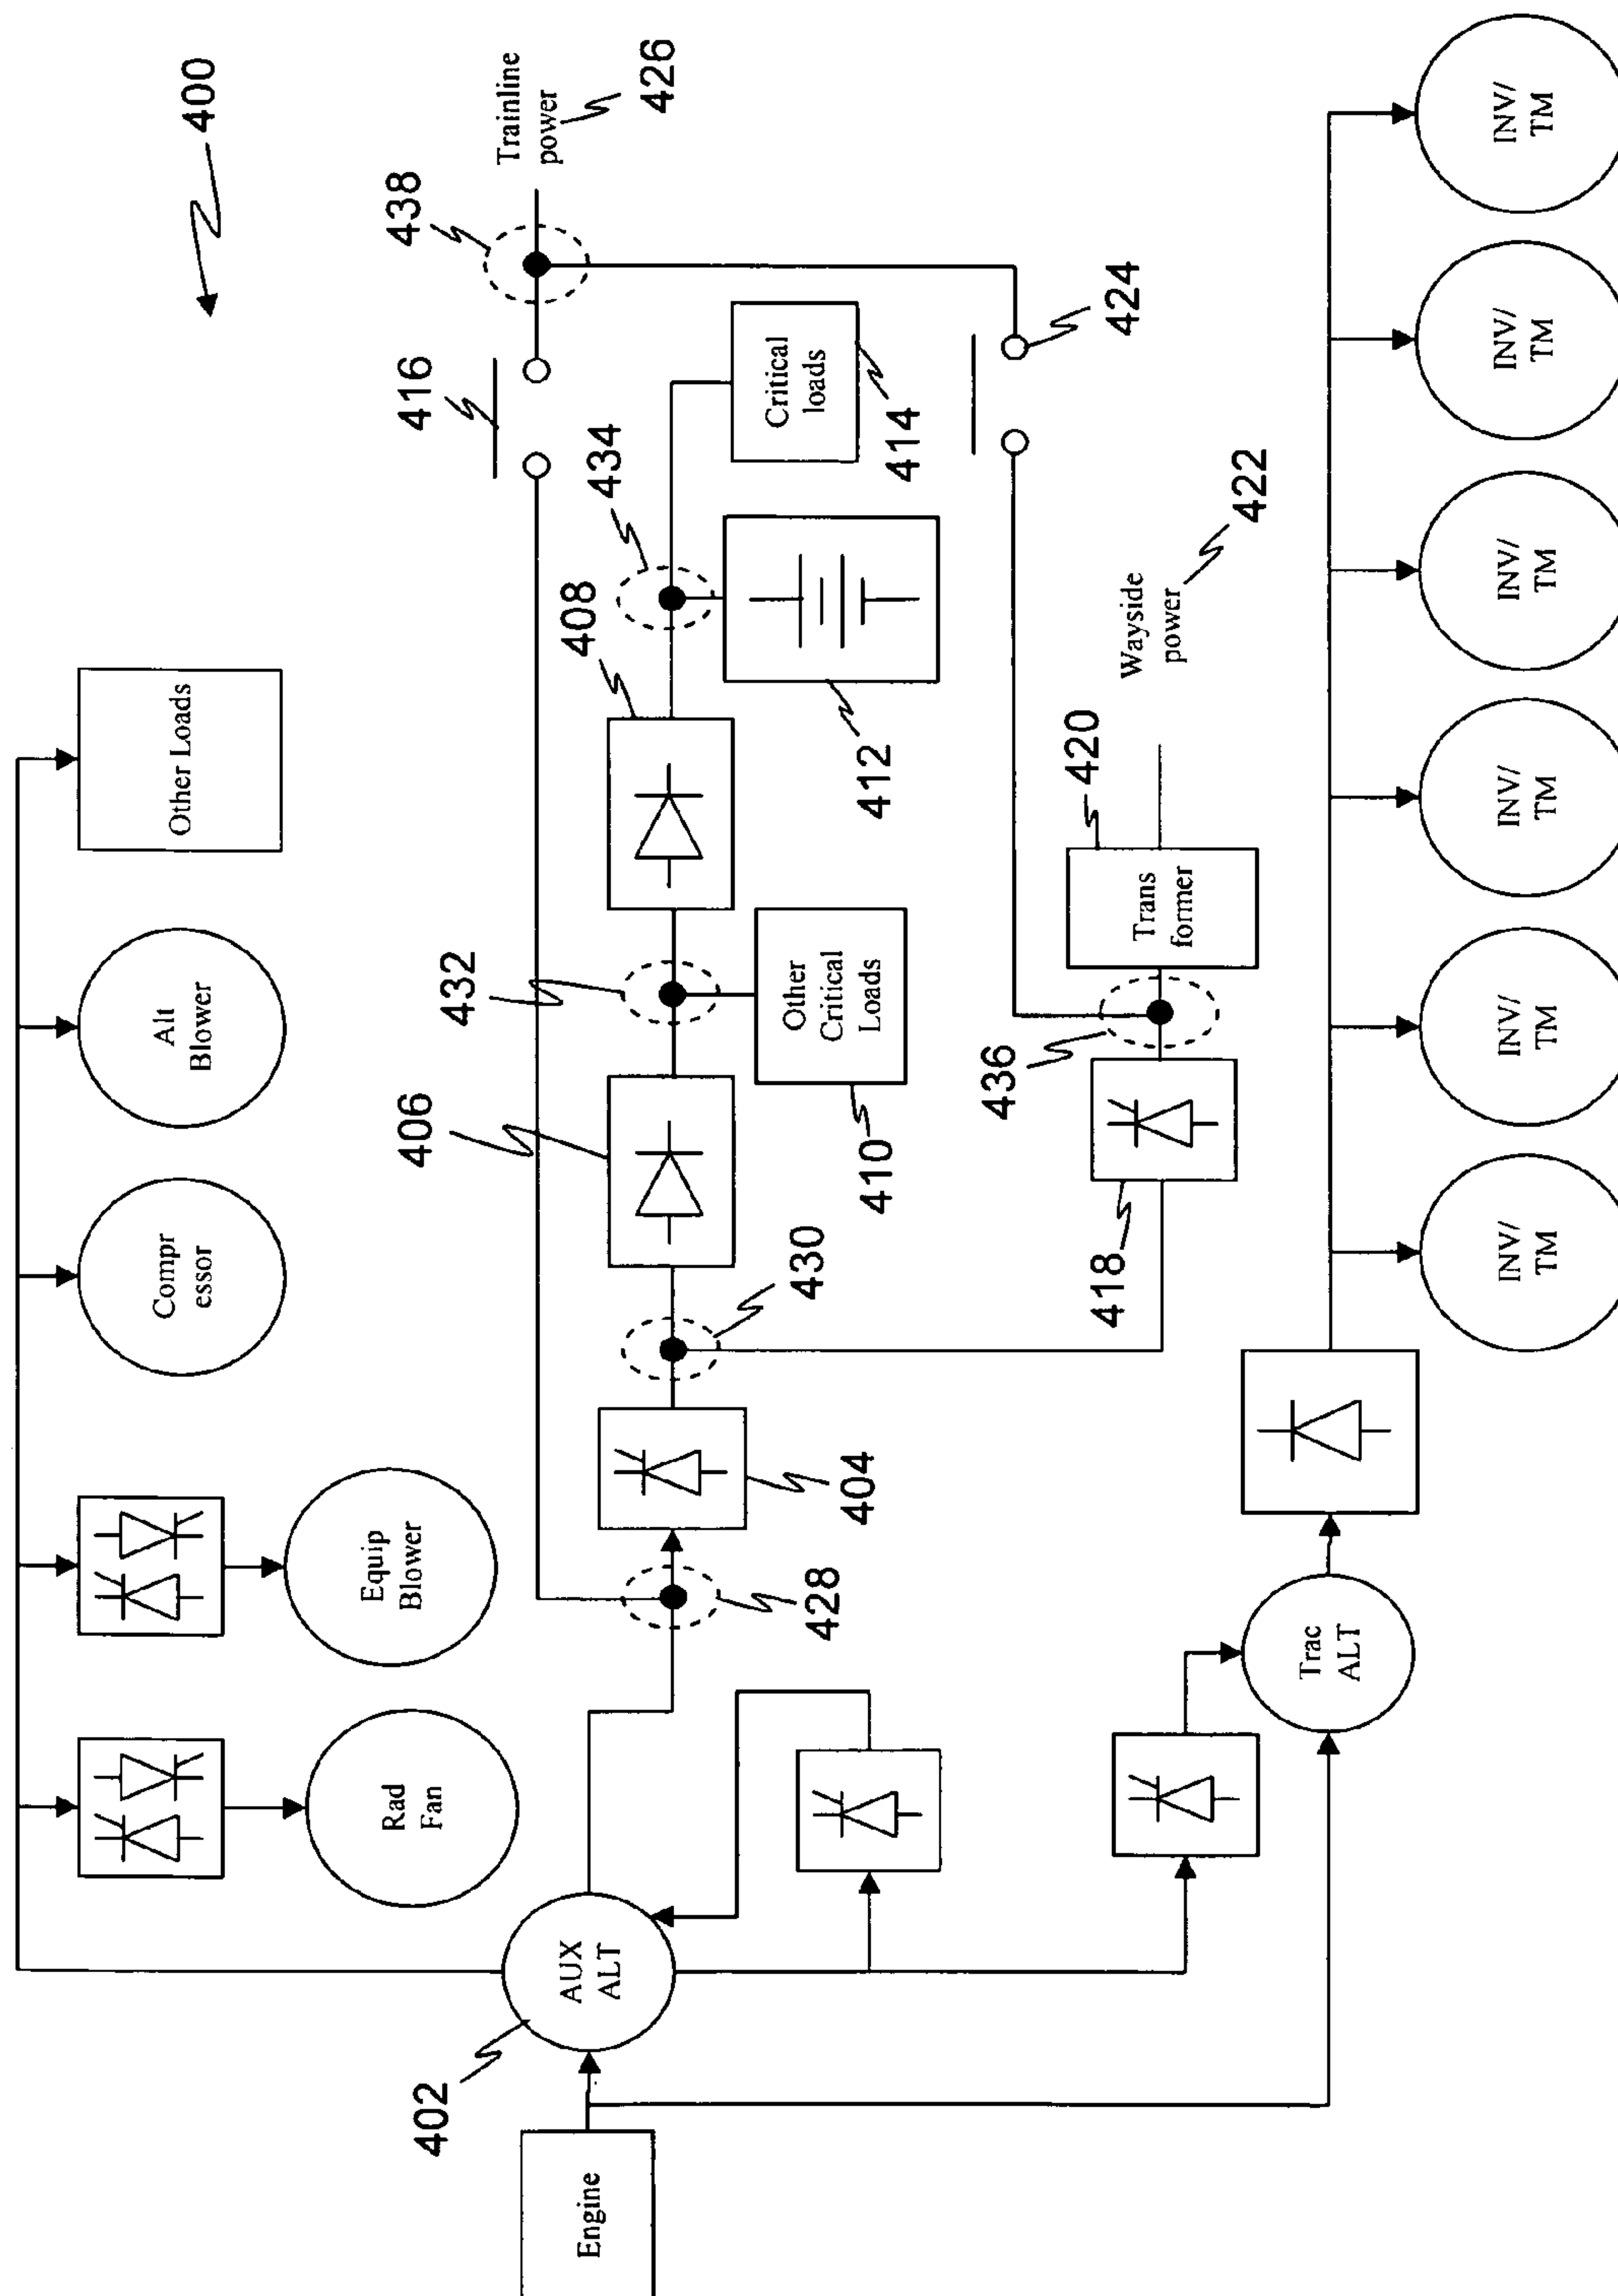 400
Other Loads
Alt
Blower
Compr
essor
Equip
Blower
Rad
Fan
416
438
Trainline
power
426
406
432
408
434
Critical
loads
414
412
Other
Critical
Loads
410
430
404
428
402
AUX
ALT
Engine
424
Wayside
power
422
420
Trans
former
436
418
Trac
ALT
INV/
TM
INV/
TM
INV/
TM
INV/
TM
INV/
TM
INV/
TM